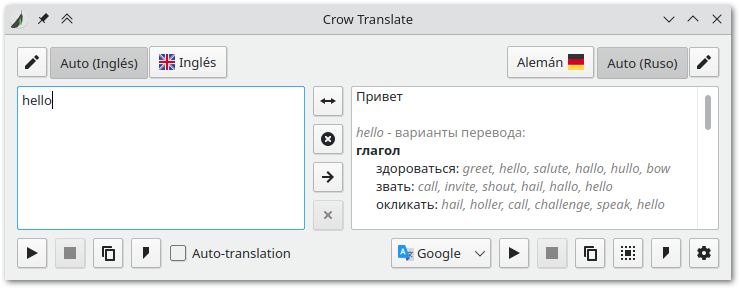 Crow Translate
Auto (Inglés) Inglés Alemán Auto (Ruso)
hello
Привет
hello - варианты перевода:
глагол
здороваться: greet, hello, salute, hallo, hullo, bow
звать: call, invite, shout, hail, hallo, hello
окликать: hail, holler, call, challenge, speak, hello
Auto-translation Google